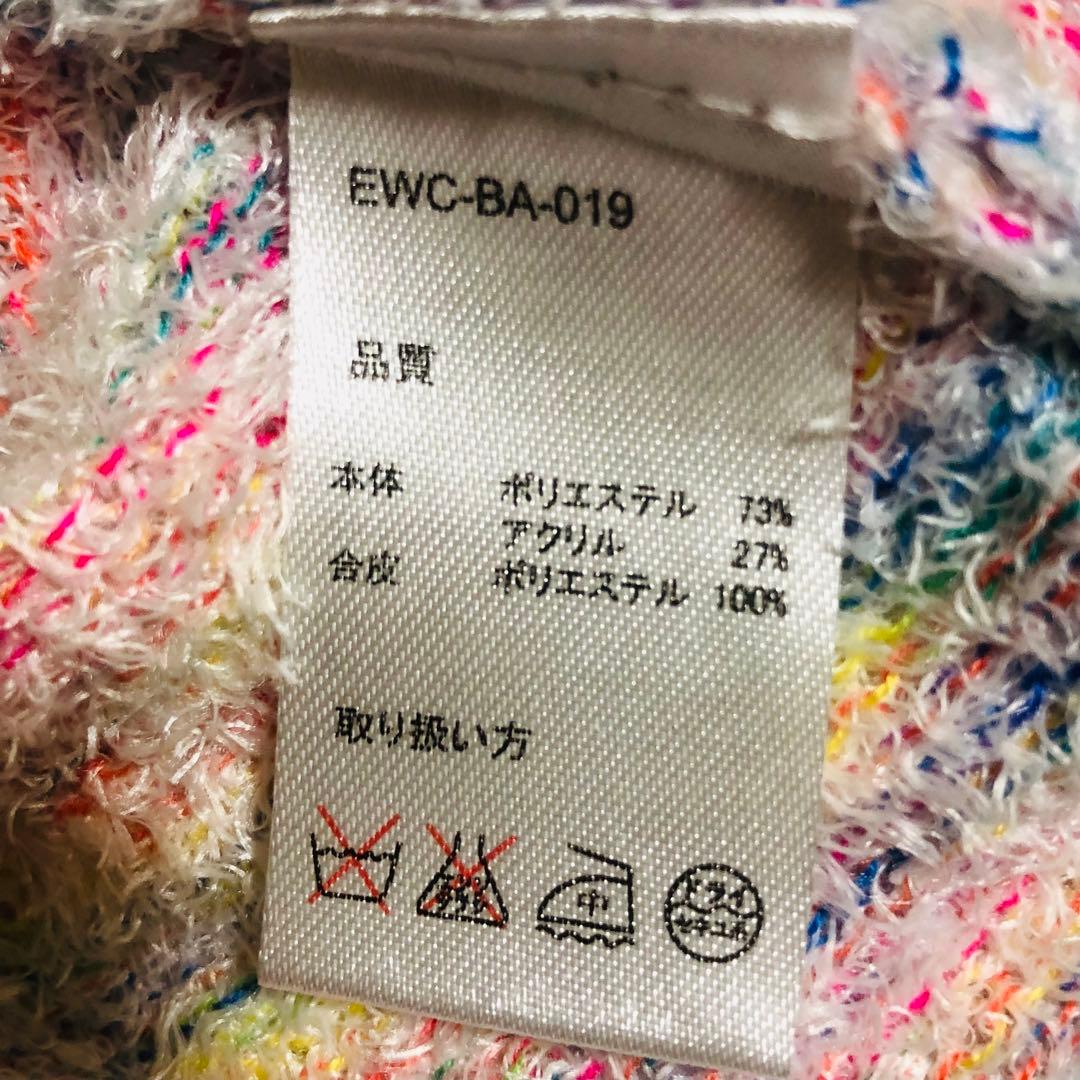 EWC-BA-019
品質
本体 ポリエステル 73%
アクリル 27%
合皮 ポリエステル 100%
取り扱い方
中
ドライ
セキユ系